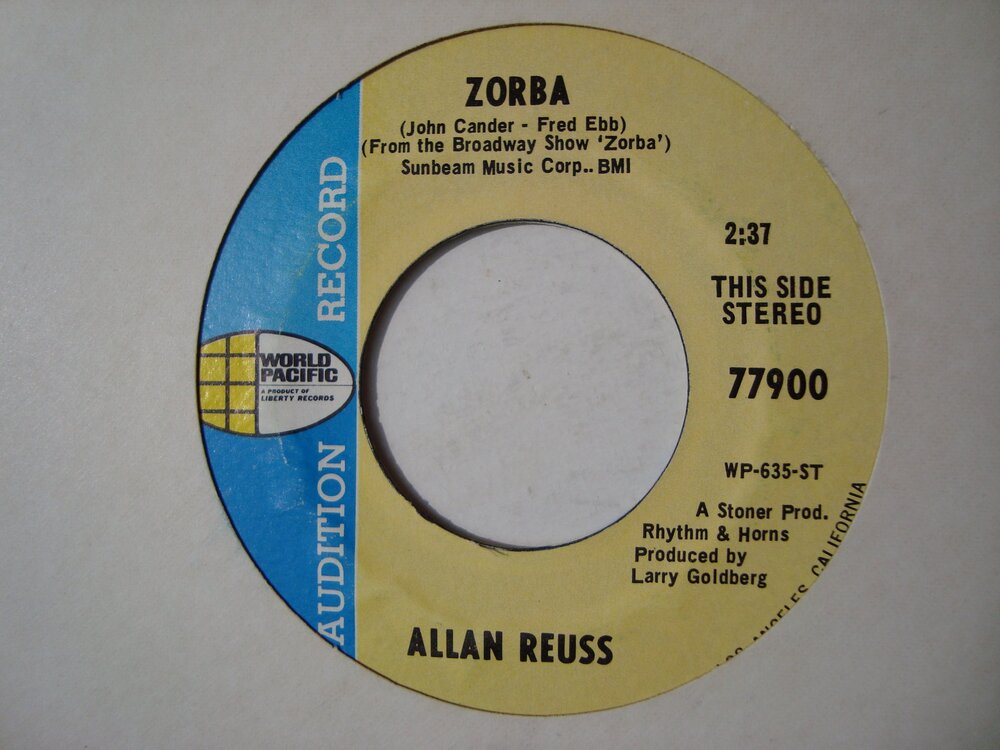 ZORBA
(John Cander - Fred Ebb)
(From the Broadway Show 'Zorba')
Sunbeam Music Corp.. BMI
2:37
THIS SIDE
STEREO
77900
WP-635-ST
A Stoner Prod.
Rhythm & Horns
Produced by
Larry Goldberg
ALLAN REUSS
AUDITION RECORD
WORLD
PACIFIC
A PRODUCT OF
LIBERTY RECORDS
CALIFORNIA